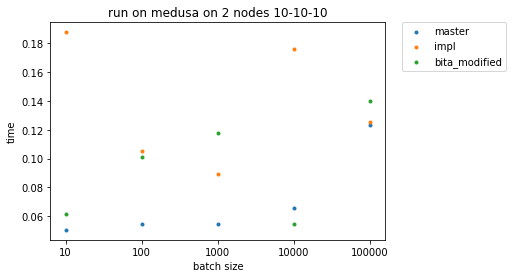 run on medusa on 2 nodes 10-10-10
master
impl
bita_modified
0.18
0.16
0.14
0.12
0.10
0.08
0.06
time
10 100 1000 10000 100000
batch size